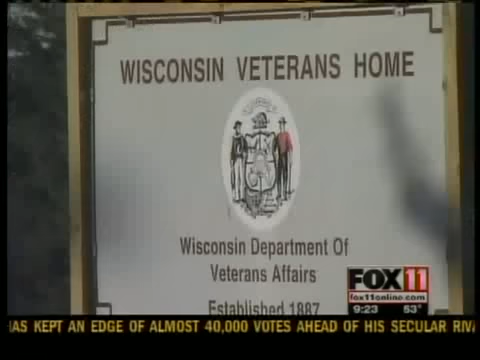 WISCONSIN VETERANS HOME
Wisconsin Department Of
Veterans Affairs
Established 1887
FOX 11
fox11online.com
9:23 53°
HAS KEPT AN EDGE OF ALMOST 40,000 VOTES AHEAD OF HIS SECULAR